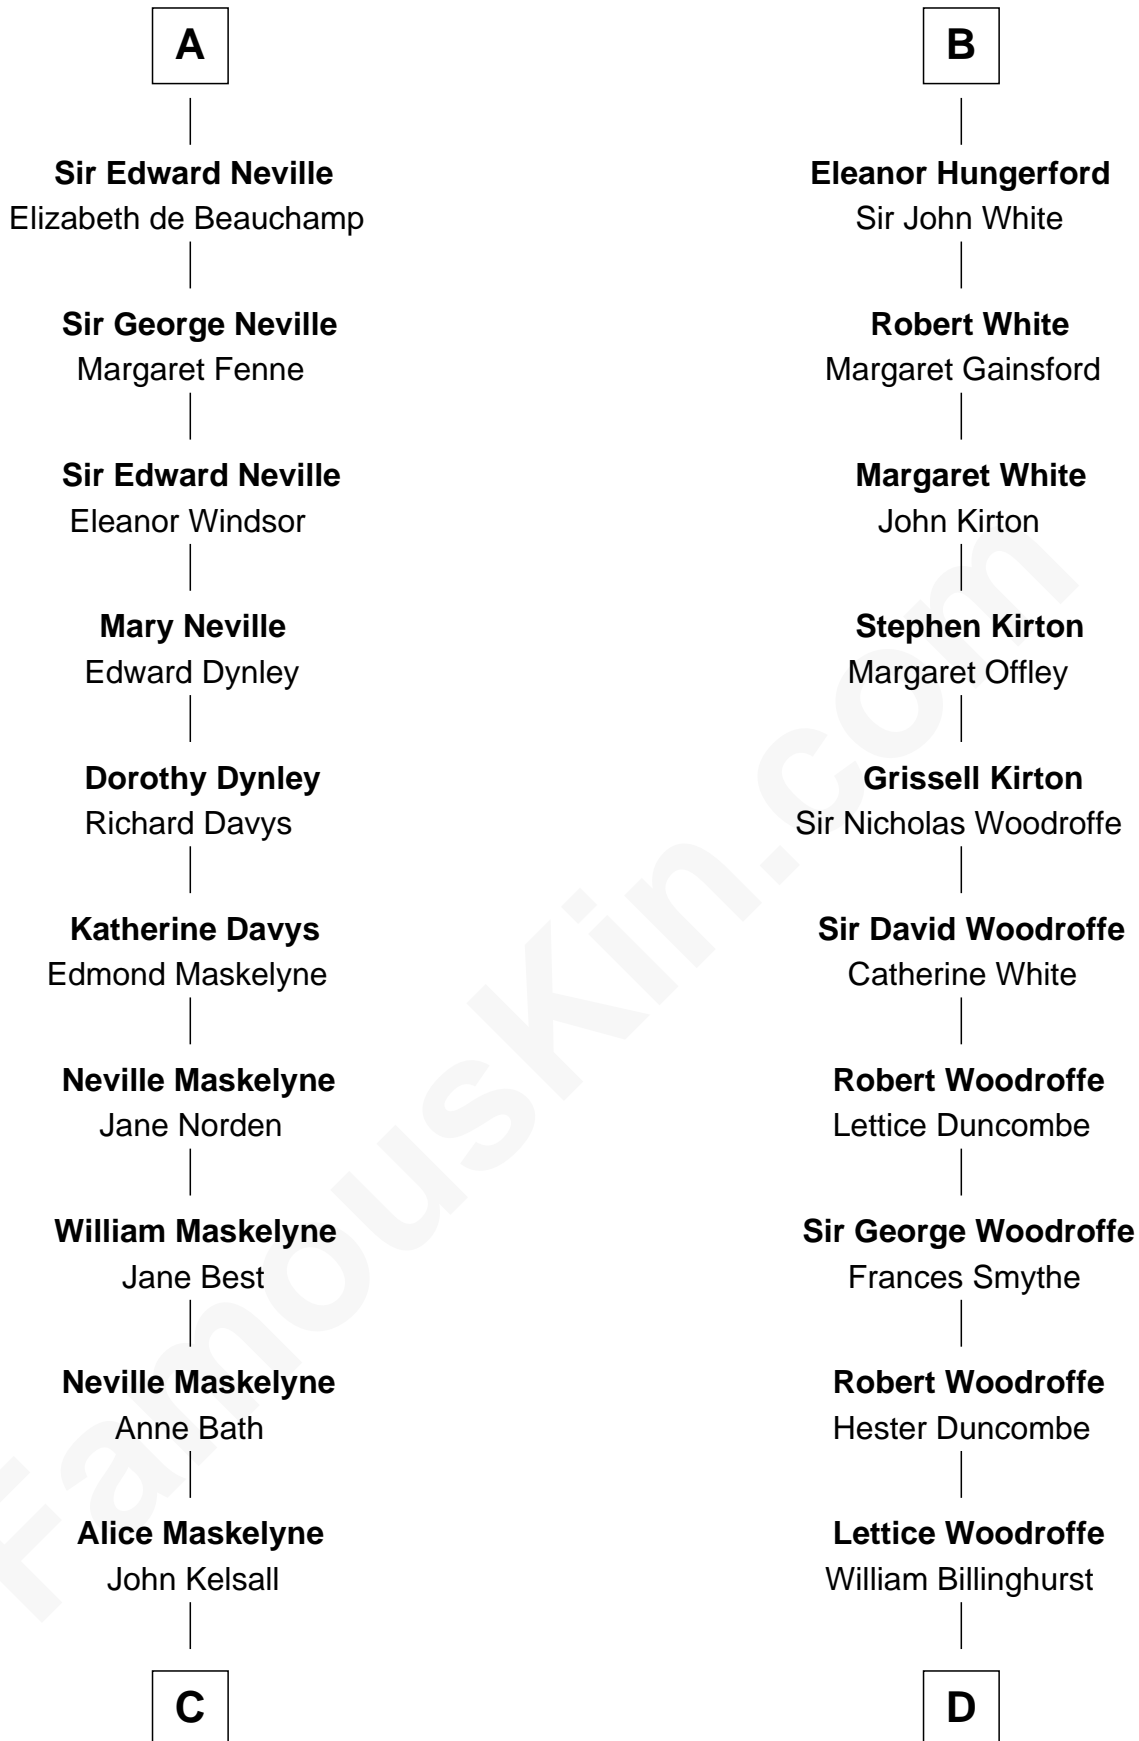 A
Sir Edward Neville
Elizabeth de Beauchamp
Sir George Neville
Margaret Fenne
Sir Edward Neville
Eleanor Windsor
Mary Neville
Edward Dynley
Dorothy Dynley
Richard Davys
Katherine Davys
Edmond Maskelyne
Neville Maskelyne
Jane Norden
William Maskelyne
Jane Best
Neville Maskelyne
Anne Bath
Alice Maskelyne
John Kelsall
C
B
Eleanor Hungerford
Sir John White
Robert White
Margaret Gainsford
Margaret White
John Kirton
Stephen Kirton
Margaret Offley
Grissell Kirton
Sir Nicholas Woodroffe
Sir David Woodroffe
Catherine White
Robert Woodroffe
Lettice Duncombe
Sir George Woodroffe
Frances Smythe
Robert Woodroffe
Hester Duncombe
Lettice Woodroffe
William Billinghurst
D
FamousKin.com